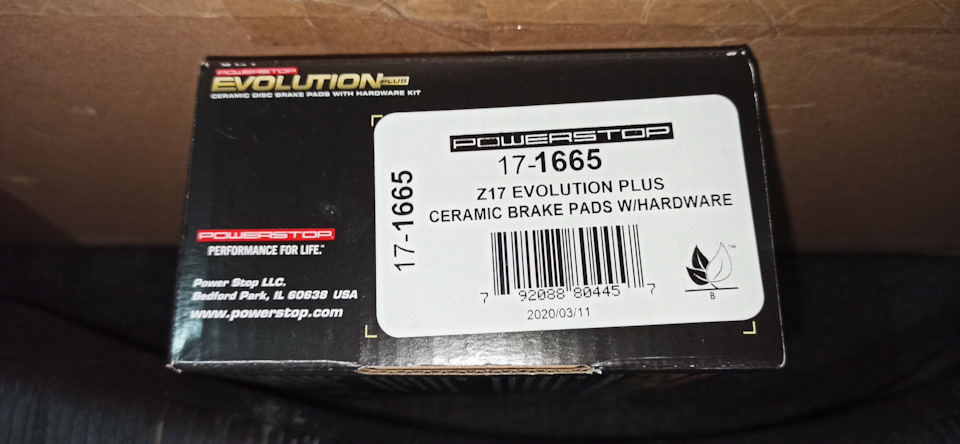 POWERSTOP
EVOLUTION PLUS
CERAMIC DISC BRAKE PADS WITH HARDWARE KIT
POWERSTOP
PERFORMANCE FOR LIFE.™
Power Stop LLC.
Bedford Park, IL 60638 USA
www.powerstop.com
17-1665
POWERSTOP
17-1665
Z17 EVOLUTION PLUS
CERAMIC BRAKE PADS W/HARDWARE
7 92088 80445 7
2020/03/11
™
B